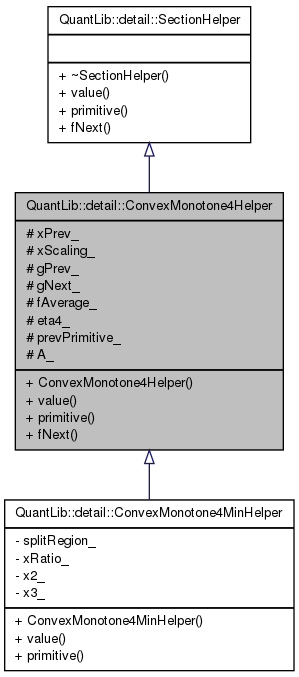 QuantLib::detail::SectionHelper
+ ~SectionHelper()
+ value()
+ primitive()
+ fNext()
QuantLib::detail::ConvexMonotone4Helper
# xPrev_
# xScaling_
# gPrev_
# gNext_
# fAverage_
# eta4_
# prevPrimitive_
# A_
+ ConvexMonotone4Helper()
+ value()
+ primitive()
+ fNext()
QuantLib::detail::ConvexMonotone4MinHelper
- splitRegion_
- xRatio_
- x2_
- x3_
+ ConvexMonotone4MinHelper()
+ value()
+ primitive()